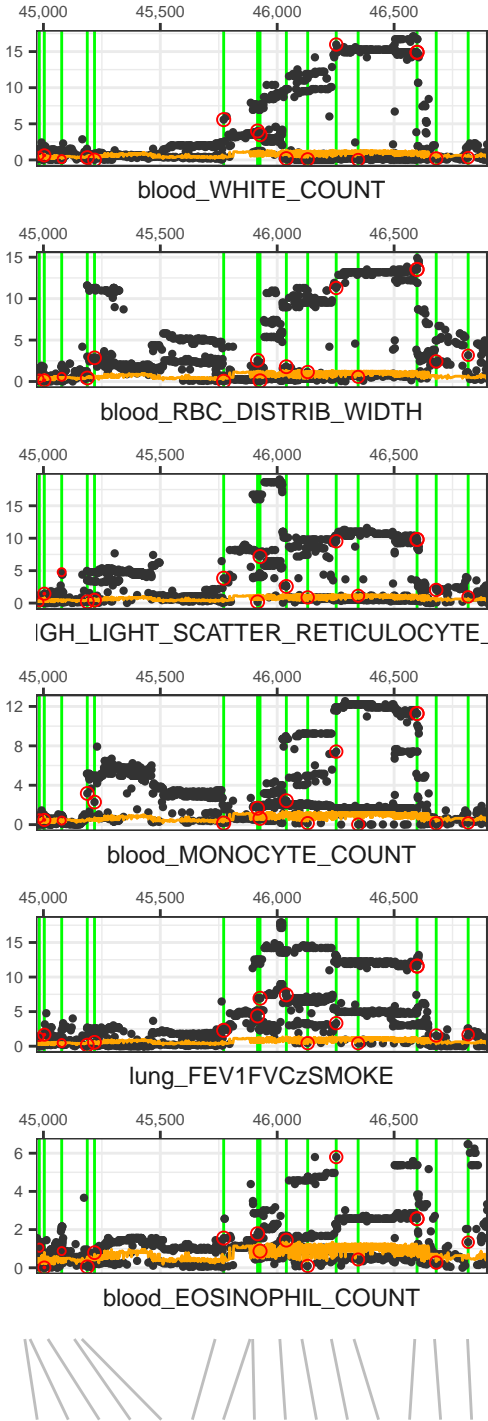 45,000 45,500 46,000 46,500
15
10
5
0
blood_WHITE_COUNT
45,000 45,500 46,000 46,500
15
10
5
0
blood_RBC_DISTRIB_WIDTH
45,000 45,500 46,000 46,500
15
10
5
0
IGH_LIGHT_SCATTER_RETICULOCYTE_
45,000 45,500 46,000 46,500
12
8
4
0
blood_MONOCYTE_COUNT
45,000 45,500 46,000 46,500
15
10
5
0
lung_FEV1FVCzSMOKE
45,000 45,500 46,000 46,500
6
4
2
0
blood_EOSINOPHIL_COUNT